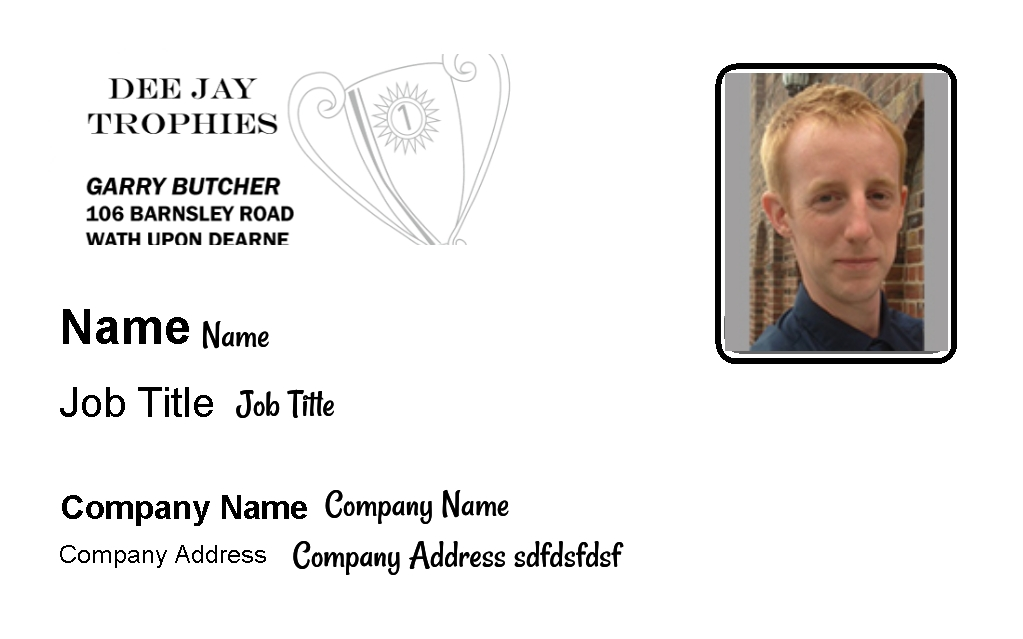 DEE JAY
TROPHIES
1
GARRY BUTCHER
106 BARNSLEY ROAD
WATH UPON DEARNE
Name Name
Job Title Job Title
Company Name Company Name
Company Address Company Address sdfdsfdsf